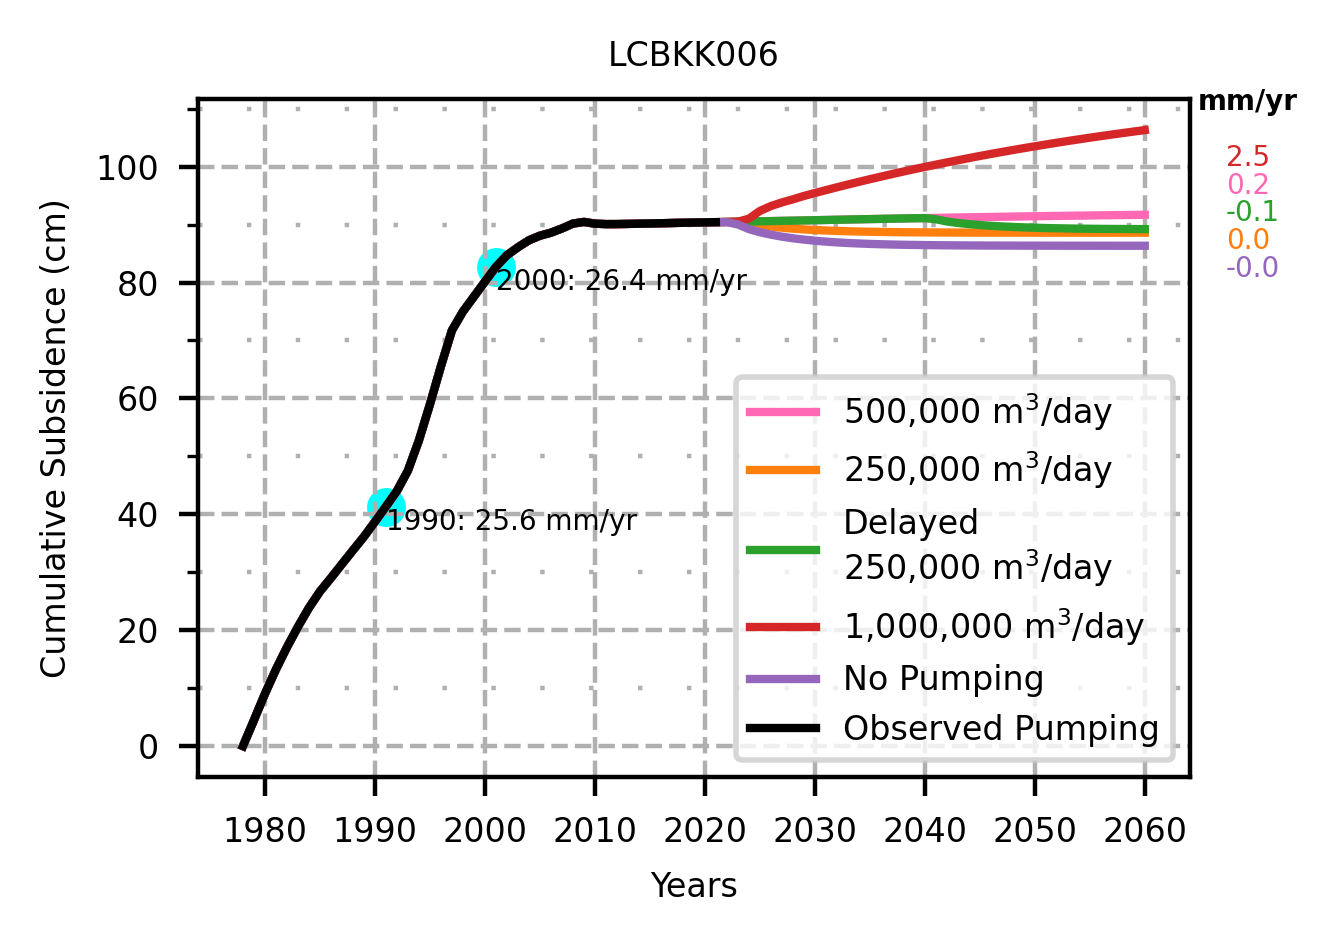 LCBKK006
mm/yr
2.5
0.2
-0.1
0.0
-0.0
Cumulative Subsidence (cm)
100
80
60
40
20
0
2000: 26.4 mm/yr
1990: 25.6 mm/yr
500,000 m³/day
250,000 m³/day
Delayed
250,000 m³/day
1,000,000 m³/day
No Pumping
Observed Pumping
1980 1990 2000 2010 2020 2030 2040 2050 2060
Years